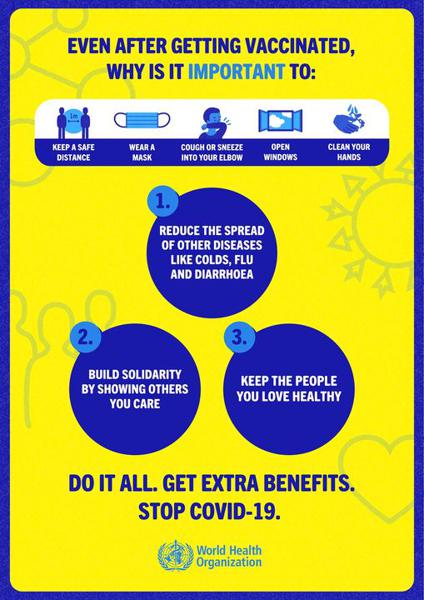 EVEN AFTER GETTING VACCINATED,
WHY IS IT IMPORTANT TO:
1m
KEEP A SAFE
DISTANCE
WEAR A
MASK
COUGH OR SNEEZE
INTO YOUR ELBOW
OPEN
WINDOWS
CLEAN YOUR
HANDS
1.
REDUCE THE SPREAD
OF OTHER DISEASES
LIKE COLDS, FLU
AND DIARRHOEA
2.
BUILD SOLIDARITY
BY SHOWING OTHERS
YOU CARE
3.
KEEP THE PEOPLE
YOU LOVE HEALTHY
DO IT ALL. GET EXTRA BENEFITS.
STOP COVID-19.
World Health
Organization